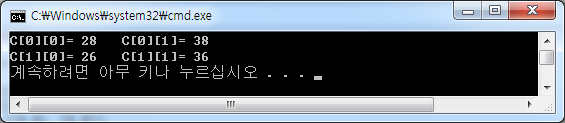 C:₩Windows₩system32₩cmd.exe
C[0][0]= 28   C[0][1]= 38
C[1][0]= 26   C[1][1]= 36
계속하려면 아무 키나 누르십시오 . . .